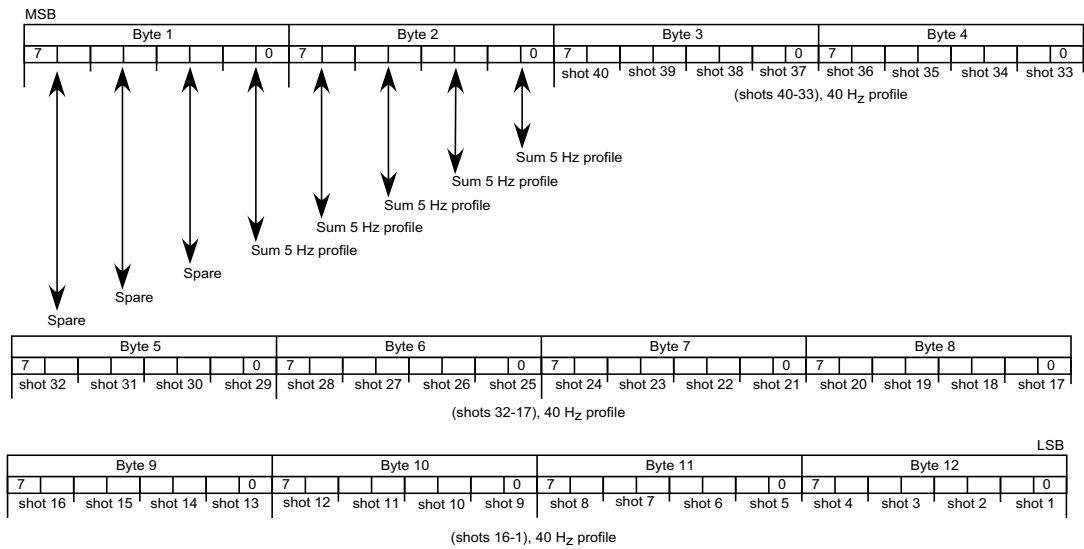 MSB
Byte 1 Byte 2 Byte 3 Byte 4
7 0 7 0 7 0 7 0
shot 40 shot 39 shot 38 shot 37 shot 36 shot 35 shot 34 shot 33
(shots 40-33), 40 Hz profile
Sum 5 Hz profile
Sum 5 Hz profile
Sum 5 Hz profile
Sum 5 Hz profile
Sum 5 Hz profile
Spare
Spare
Spare
Byte 5 Byte 6 Byte 7 Byte 8
7 0 7 0 7 0 7 0
shot 32 shot 31 shot 30 shot 29 shot 28 shot 27 shot 26 shot 25 shot 24 shot 23 shot 22 shot 21 shot 20 shot 19 shot 18 shot 17
(shots 32-17), 40 Hz profile
LSB
Byte 9 Byte 10 Byte 11 Byte 12
7 0 7 0 7 0 7 0
shot 16 shot 15 shot 14 shot 13 shot 12 shot 11 shot 10 shot 9 shot 8 shot 7 shot 6 shot 5 shot 4 shot 3 shot 2 shot 1
(shots 16-1), 40 Hz profile